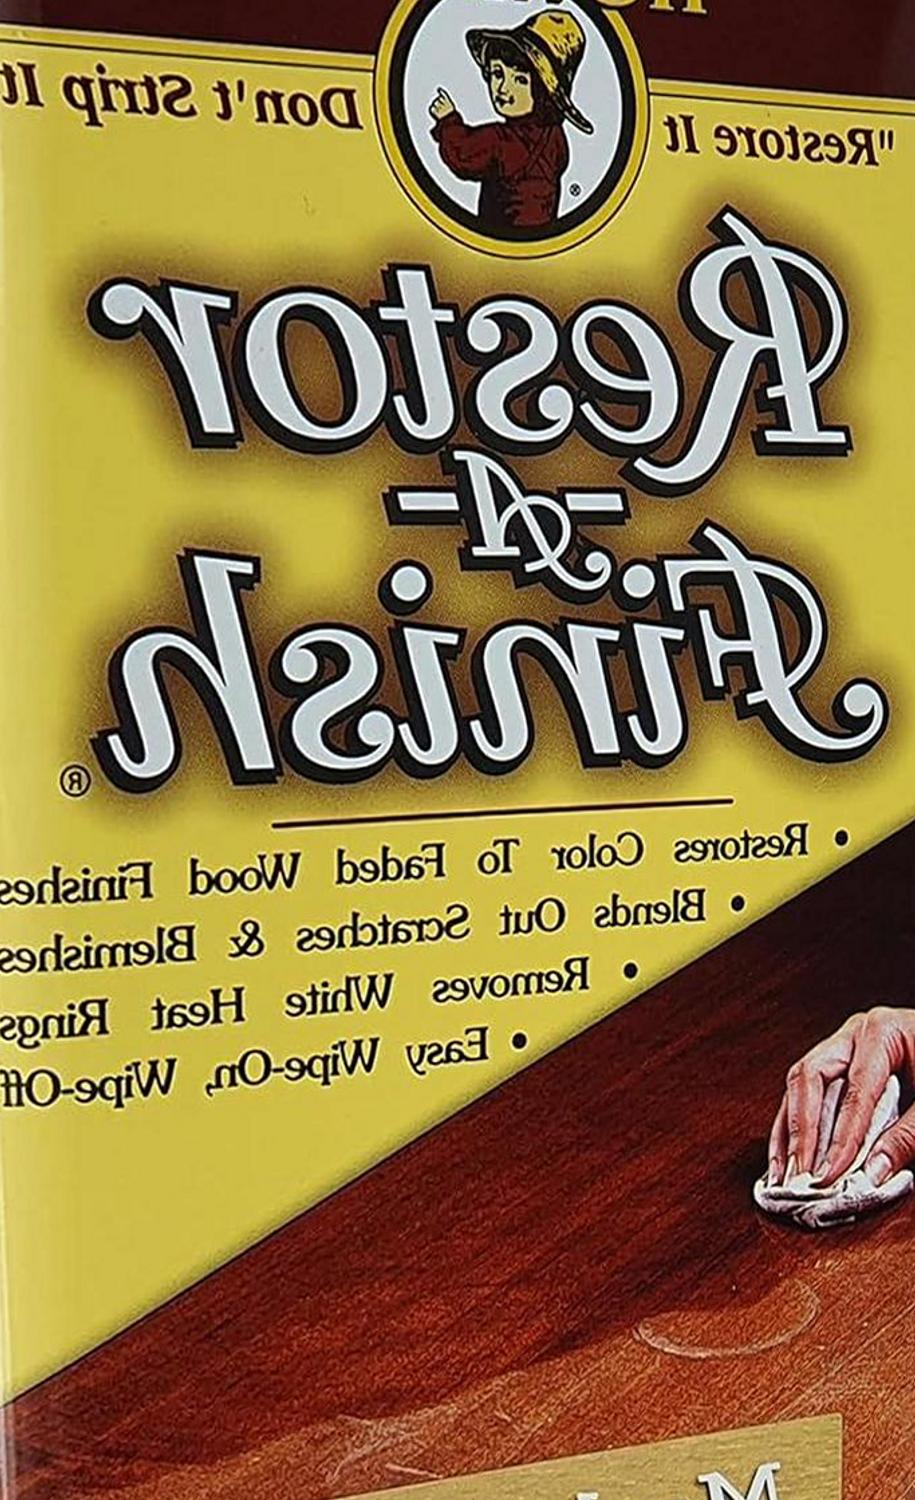 "Restore It Don't Strip It
Restor
-A-
Finish®
• Restores Color To Faded Wood Finishes
• Blends Out Scratches & Blemishes
• Removes White Heat Rings
• Easy Wipe-On, Wipe-Off
®